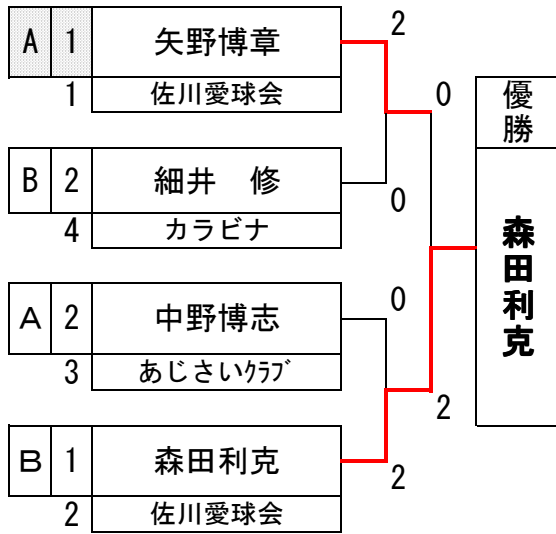 A 1 矢野博章 2
1 佐川愛球会
0
優勝
B 2 細井　修 0
4 カラビナ
森田利克
A 2 中野博志 0
3 あじさいｸﾗﾌﾞ
2
B 1 森田利克 2
2 佐川愛球会